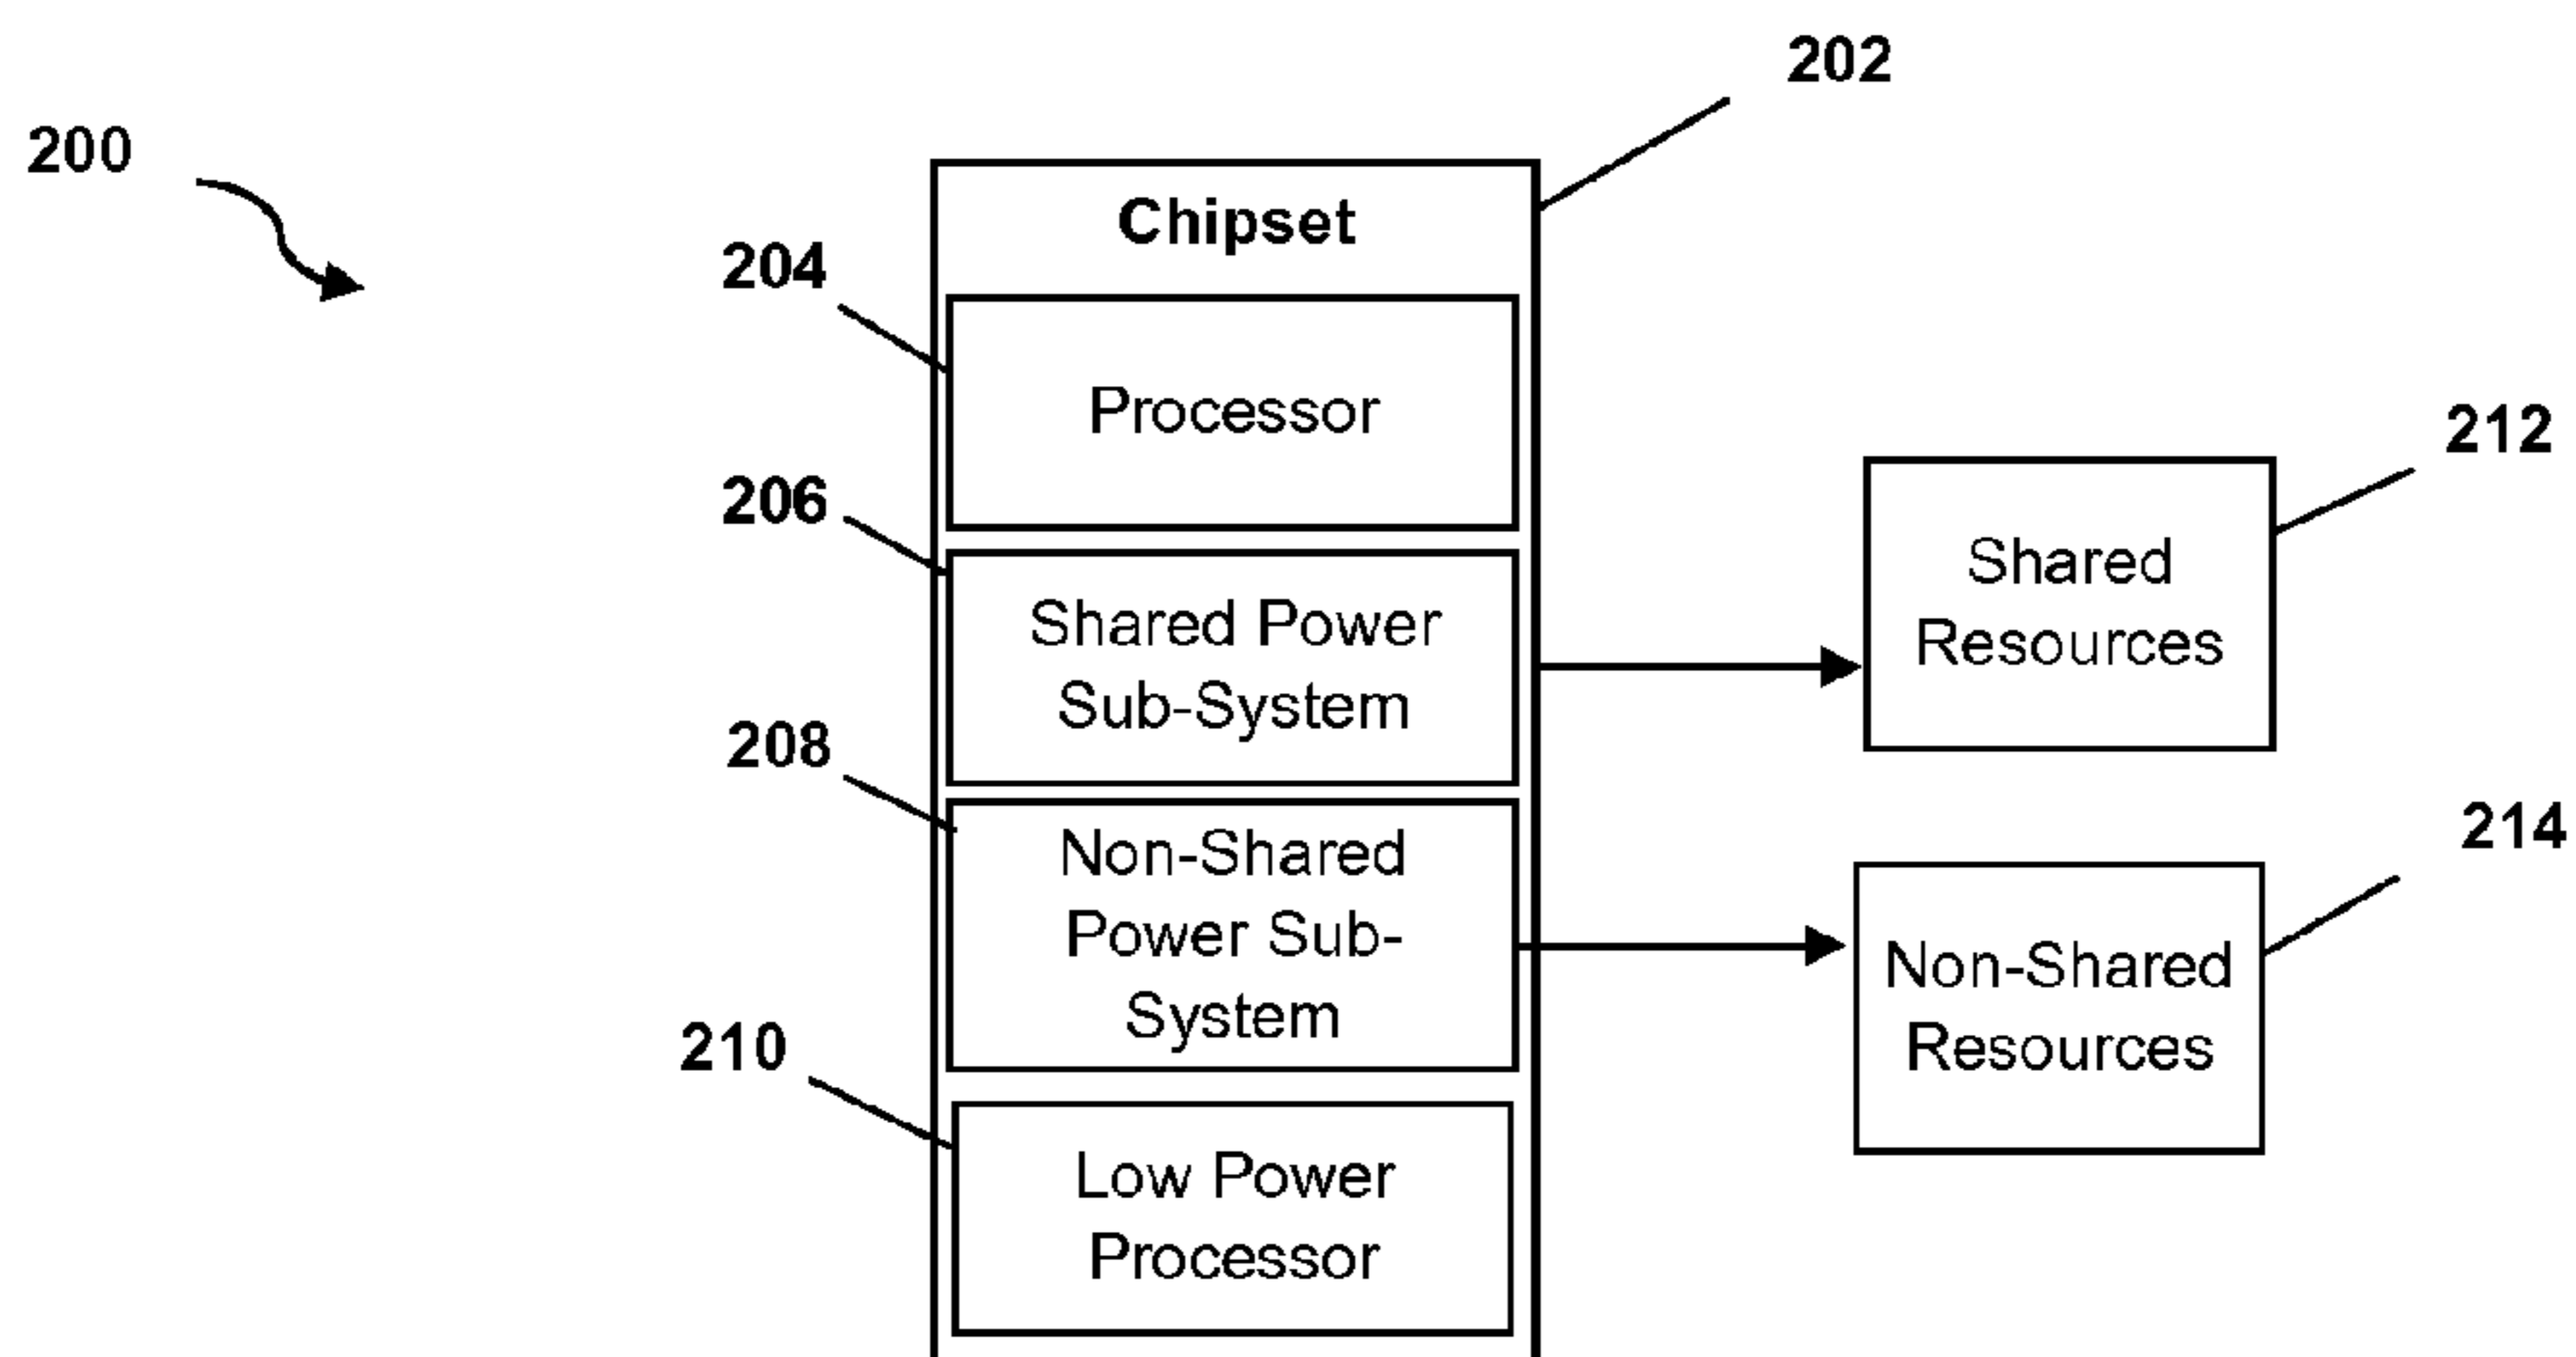 202
200
Chipset
204
Processor
206
Shared Power
Sub-System
212
Shared
Resources
208
Non-Shared
Power Sub-
System
214
Non-Shared
Resources
210
Low Power
Processor